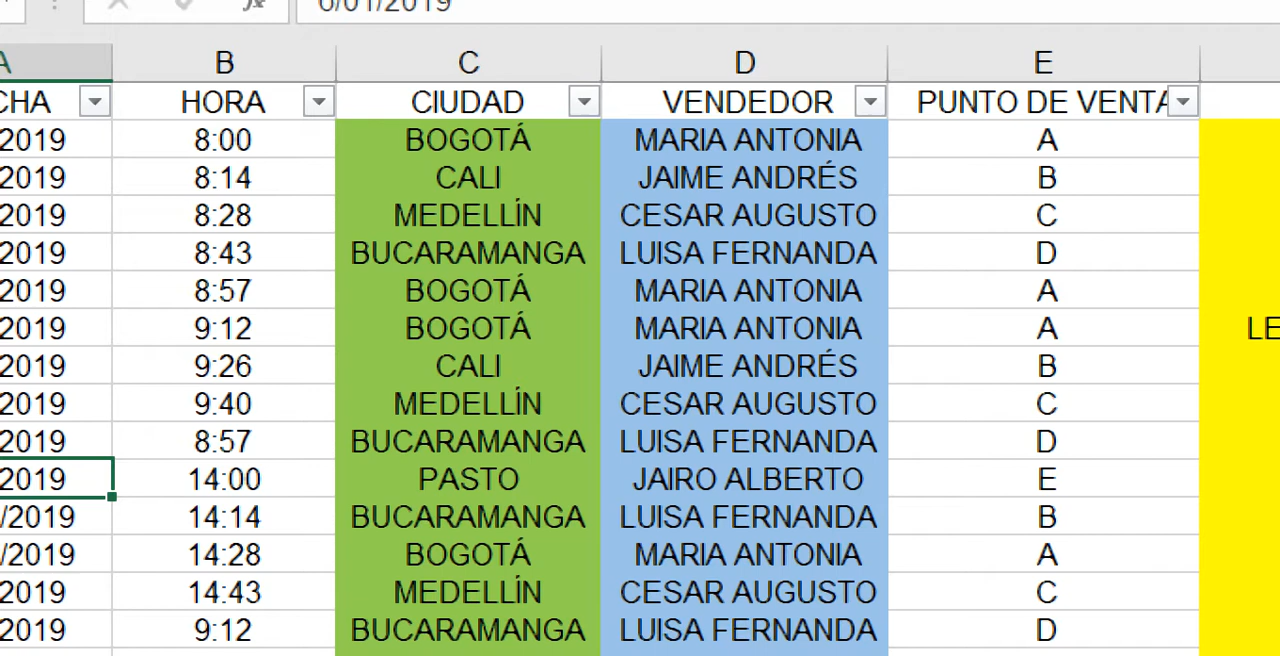 6/01/2019
A B C D E
CHA HORA CIUDAD VENDEDOR PUNTO DE VENTA
2019 8:00 BOGOTÁ MARIA ANTONIA A
2019 8:14 CALI JAIME ANDRÉS B
2019 8:28 MEDELLÍN CESAR AUGUSTO C
2019 8:43 BUCARAMANGA LUISA FERNANDA D
2019 8:57 BOGOTÁ MARIA ANTONIA A
2019 9:12 BOGOTÁ MARIA ANTONIA A LE
2019 9:26 CALI JAIME ANDRÉS B
2019 9:40 MEDELLÍN CESAR AUGUSTO C
2019 8:57 BUCARAMANGA LUISA FERNANDA D
2019 14:00 PASTO JAIRO ALBERTO E
/2019 14:14 BUCARAMANGA LUISA FERNANDA B
/2019 14:28 BOGOTÁ MARIA ANTONIA A
2019 14:43 MEDELLÍN CESAR AUGUSTO C
2019 9:12 BUCARAMANGA LUISA FERNANDA D